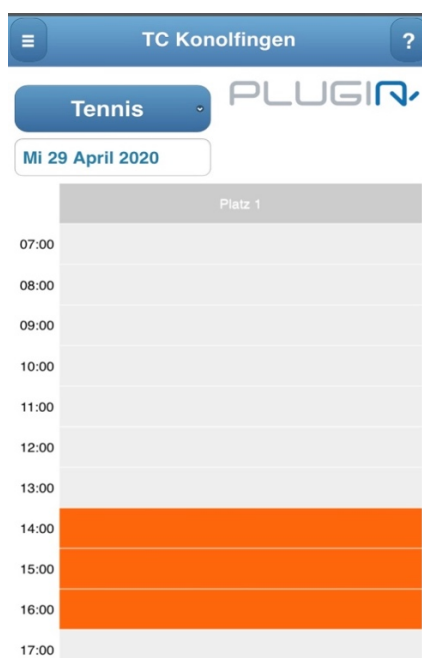 TC Konolfingen
?
Tennis
PLUGIN
Mi 29 April 2020
Platz 1
07:00
08:00
09:00
10:00
11:00
12:00
13:00
14:00
15:00
16:00
17:00